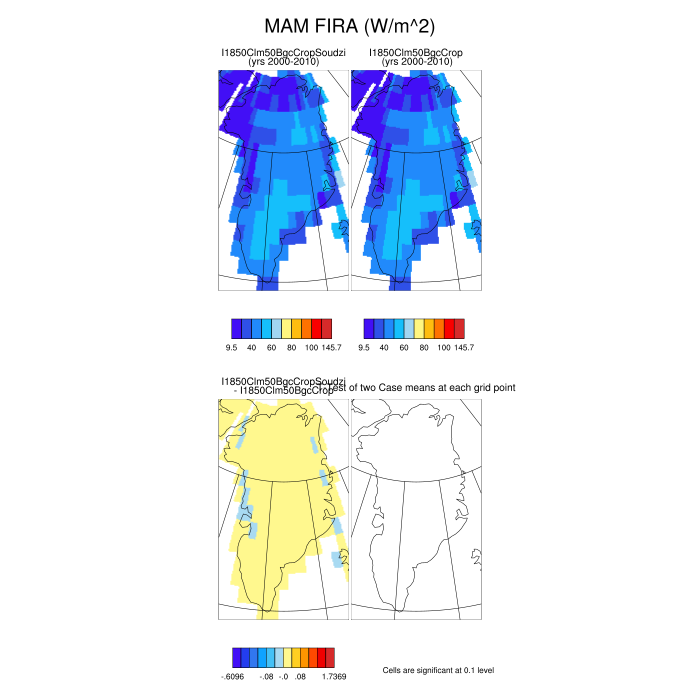 MAM FIRA (W/m^2)
I1850Clm50BgcCropSoudzi
(yrs 2000-2010)
I1850Clm50BgcCrop
(yrs 2000-2010)
9.5 40 60 80 100 145.7
9.5 40 60 80 100 145.7
I1850Clm50BgcCropSoudzi
- I1850Clm50BgcCrop
Test of two Case means at each grid point
-.6096 -.08 -.0 .08 1.7369
Cells are significant at 0.1 level